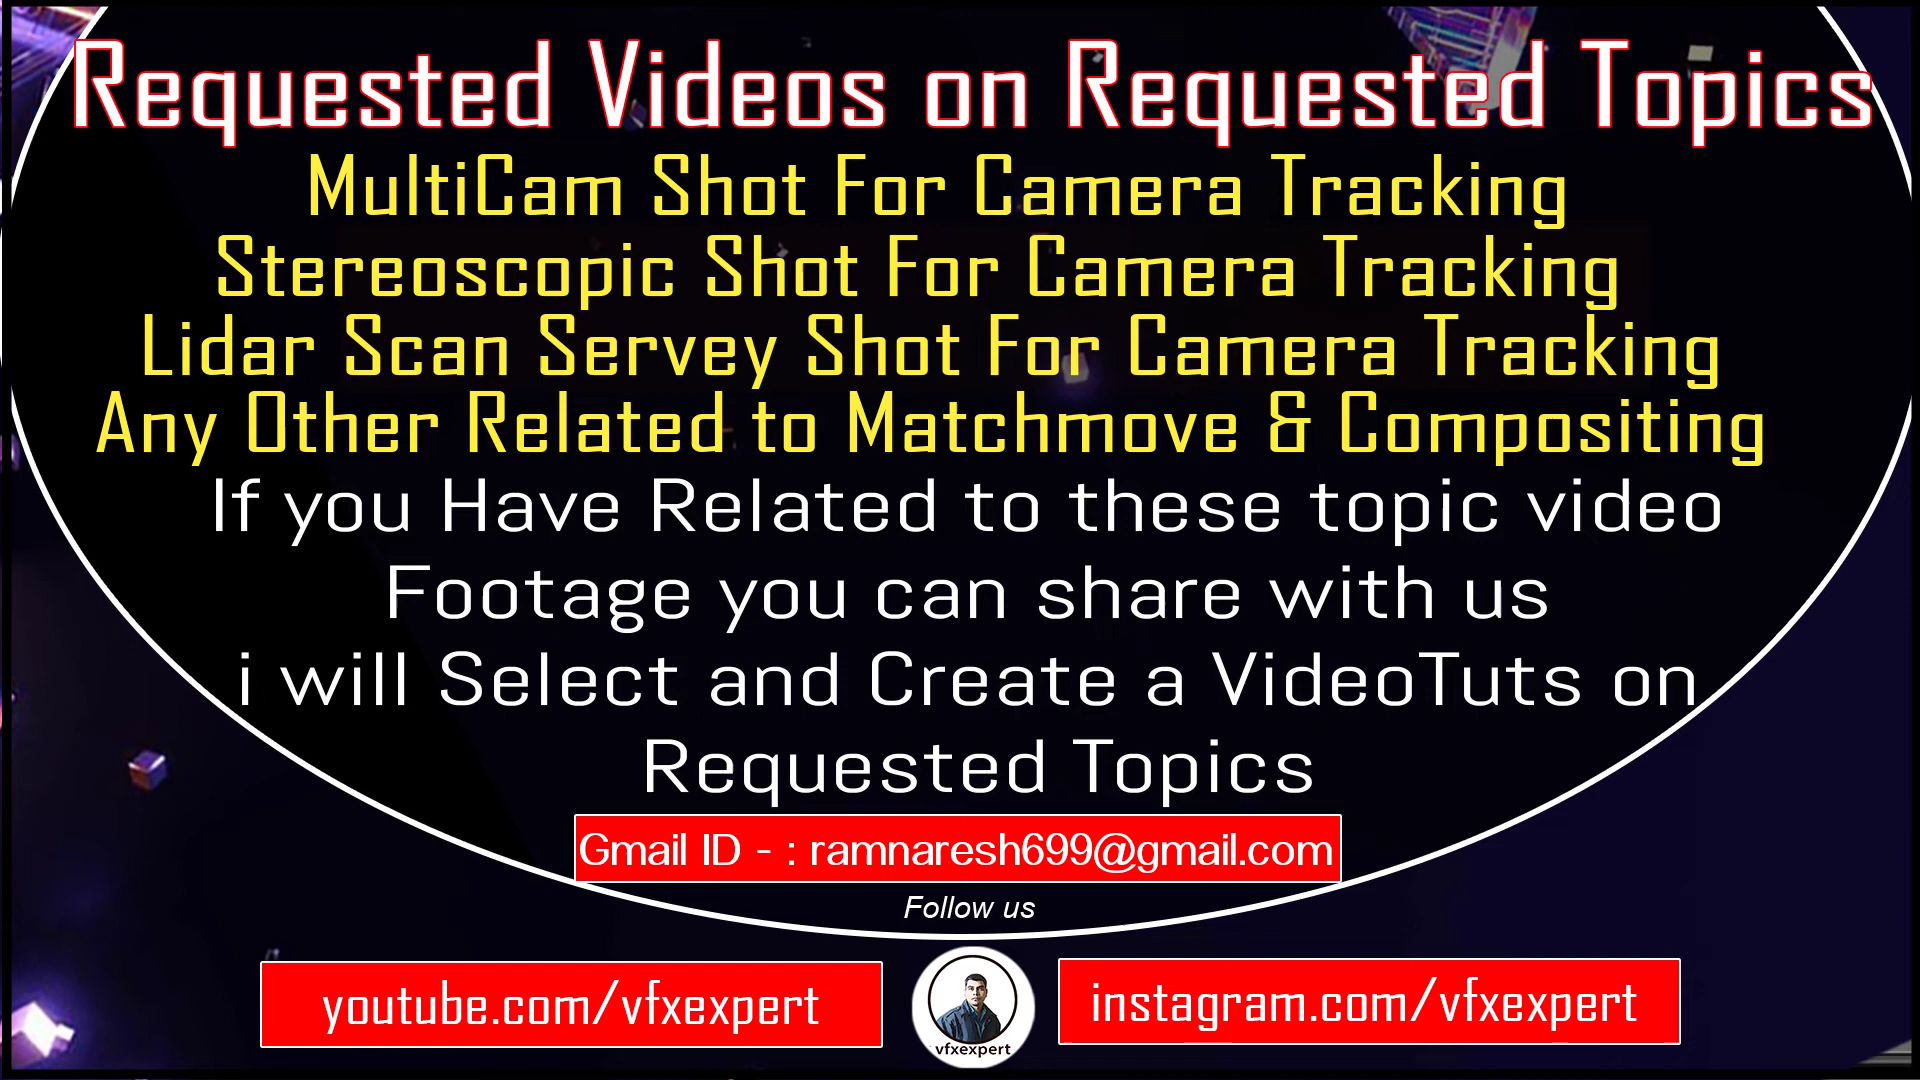 Requested Videos on Requested Topics
MultiCam Shot For Camera Tracking
Stereoscopic Shot For Camera Tracking
Lidar Scan Servey Shot For Camera Tracking
Any Other Related to Matchmove & Compositing
If you Have Related to these topic video
Footage you can share with us
i will Select and Create a VideoTuts on
Requested Topics
Gmail ID - : ramnaresh699@gmail.com
Follow us
youtube.com/vfxexpert
vfxexpert
instagram.com/vfxexpert